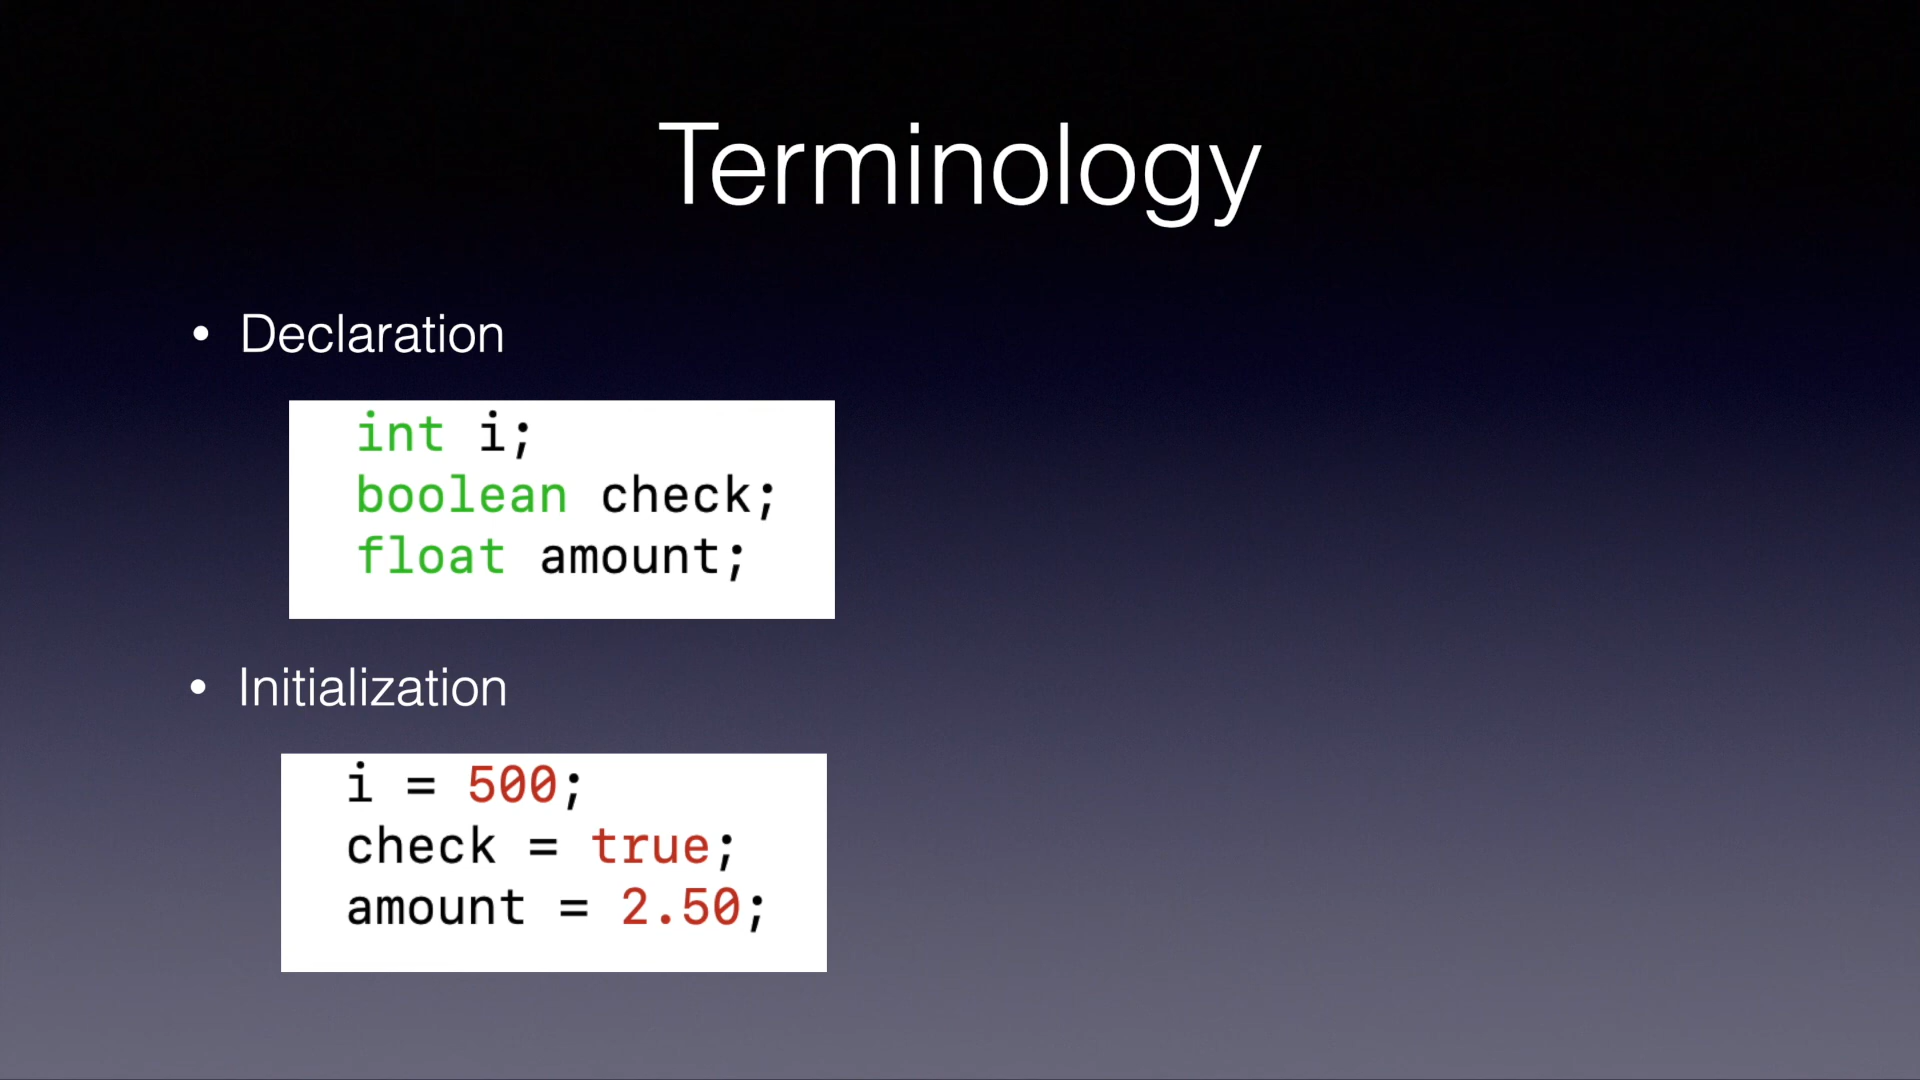 Terminology
• Declaration
int i;
boolean check;
float amount;
• Initialization
i = 500;
check = true;
amount = 2.50;